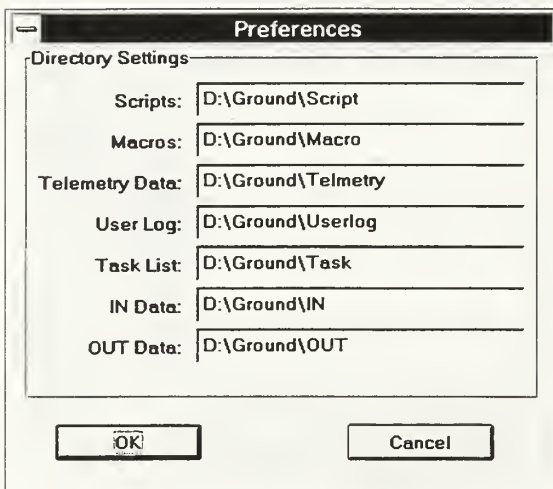 Preferences
Directory Settings
Scripts: D:\Ground\Script
Macros: D:\Ground\Macro
Telemetry Data: D:\Ground\Telmetry
User Log: D:\Ground\Userlog
Task List: D:\Ground\Task
IN Data: D:\Ground\IN
OUT Data: D:\Ground\OUT
OK Cancel